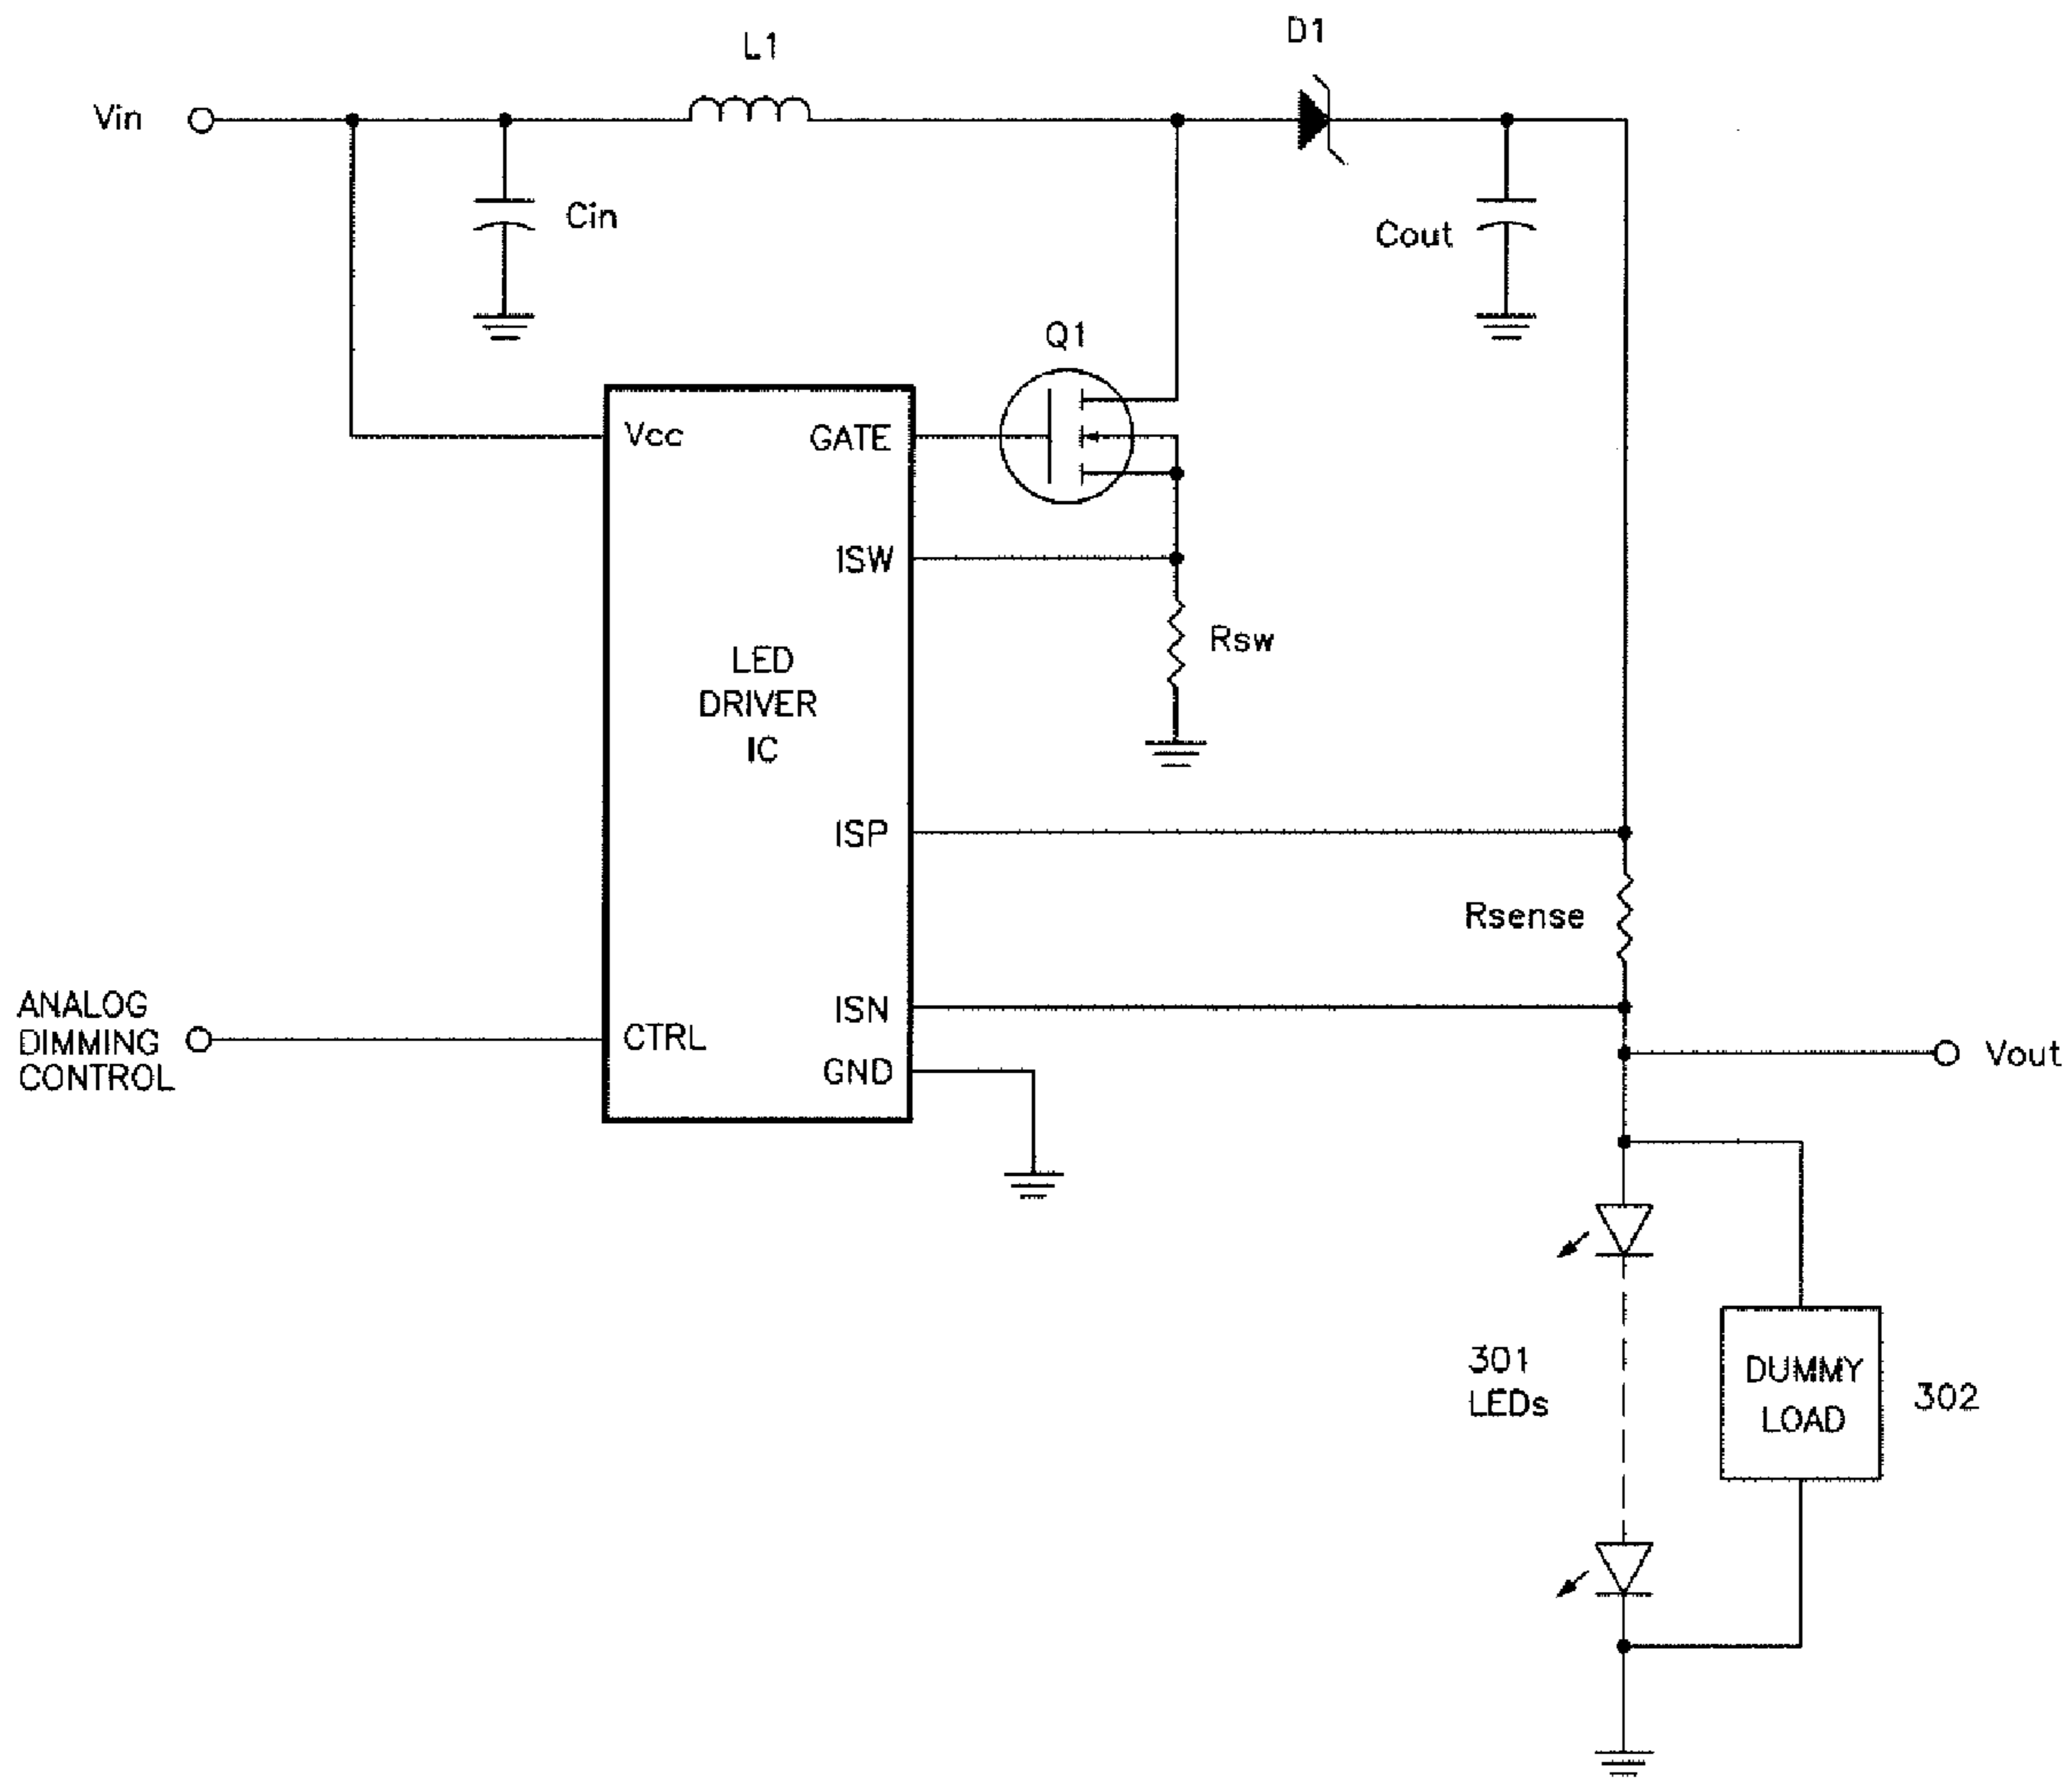 L1
D1
Vin
Cin
Cout
Q1
Vcc
GATE
ISW
Rsw
LED
DRIVER
IC
ISP
Rsense
ISN
ANALOG
DIMMING
CONTROL
CTRL
GND
Vout
301
LEDs
DUMMY
LOAD
302